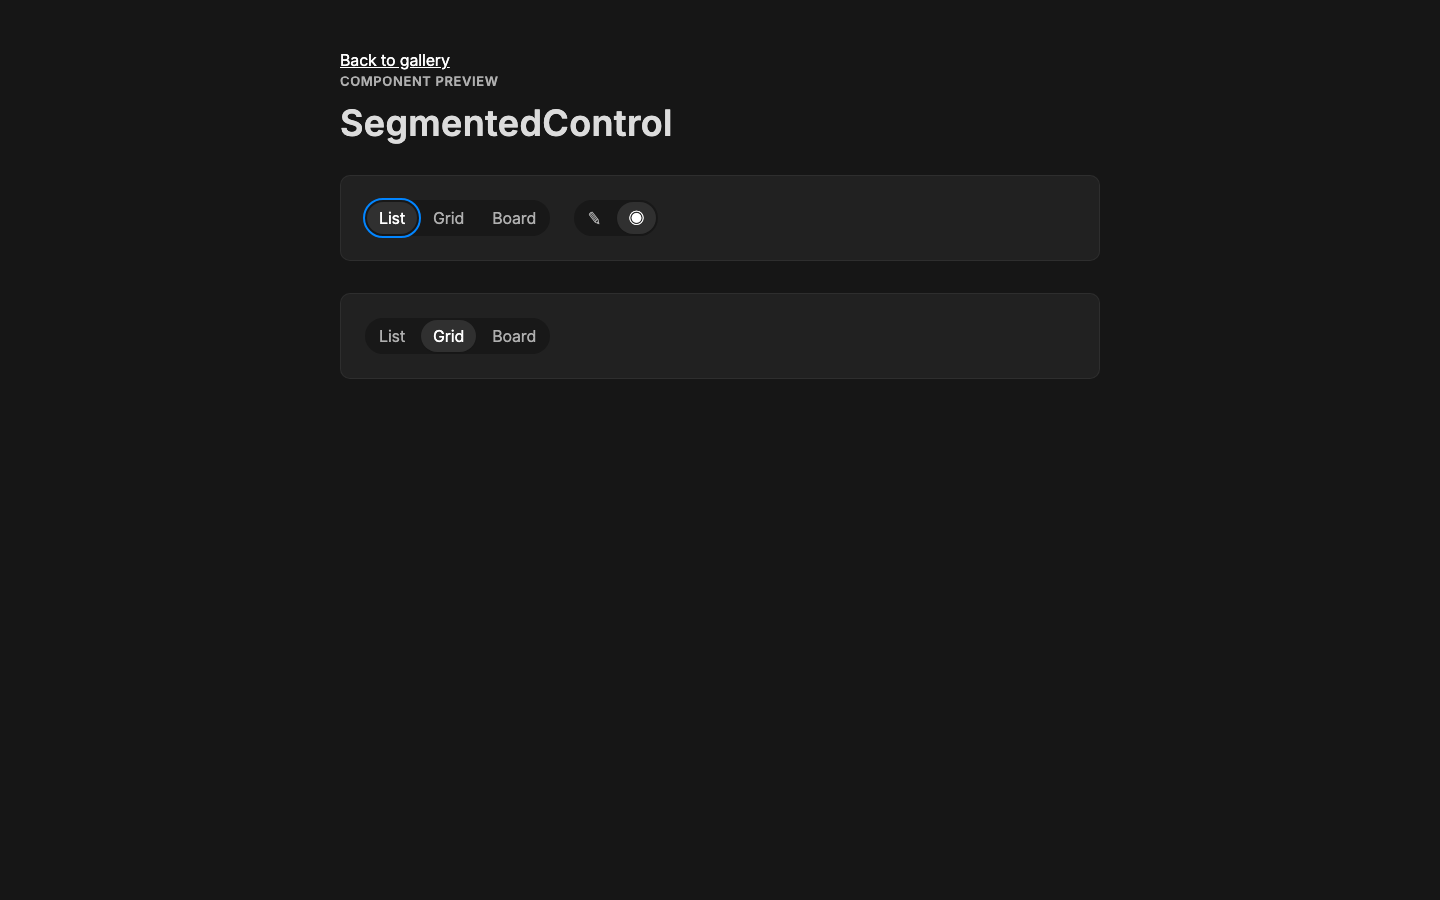 Back to gallery
COMPONENT PREVIEW
SegmentedControl
List Grid Board ✎ ◉
List Grid Board